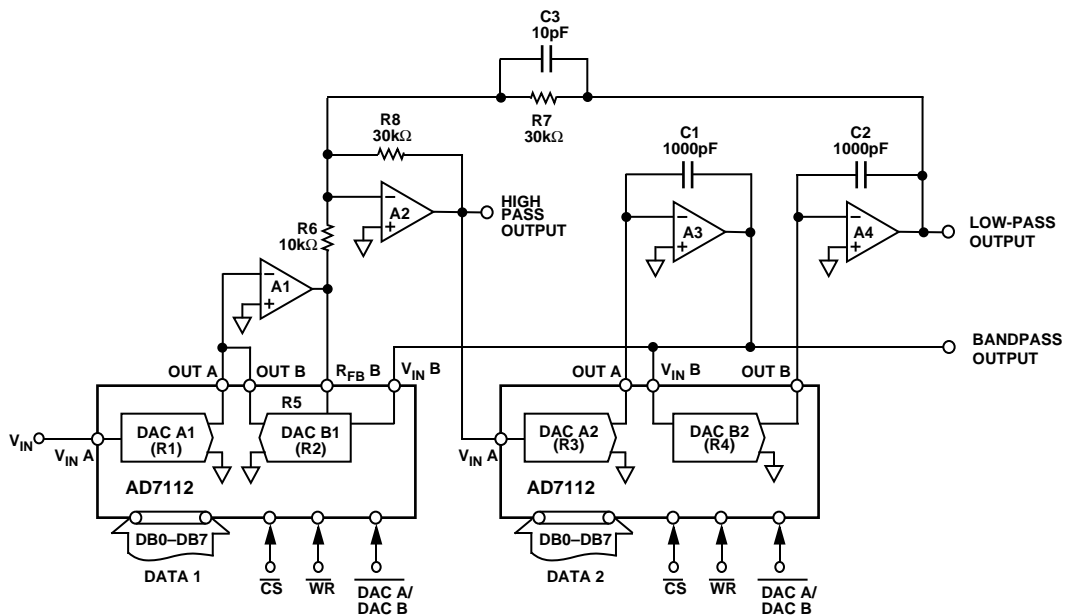 C3
10pF
R7
30kΩ
R8
30kΩ
C1
1000pF
C2
1000pF
A2
HIGH
PASS
OUTPUT
A3
A4
LOW-PASS
OUTPUT
R6
10kΩ
A1
BANDPASS
OUTPUT
OUT A
OUT B
RFB B
VIN B
OUT A
VIN B
OUT B
R5
VIN
VIN A
DAC A1
(R1)
DAC B1
(R2)
VIN A
DAC A2
(R3)
DAC B2
(R4)
AD7112
AD7112
DB0–DB7
DATA 1
CS
WR
DAC A/
DAC B
DB0–DB7
DATA 2
CS
WR
DAC A/
DAC B